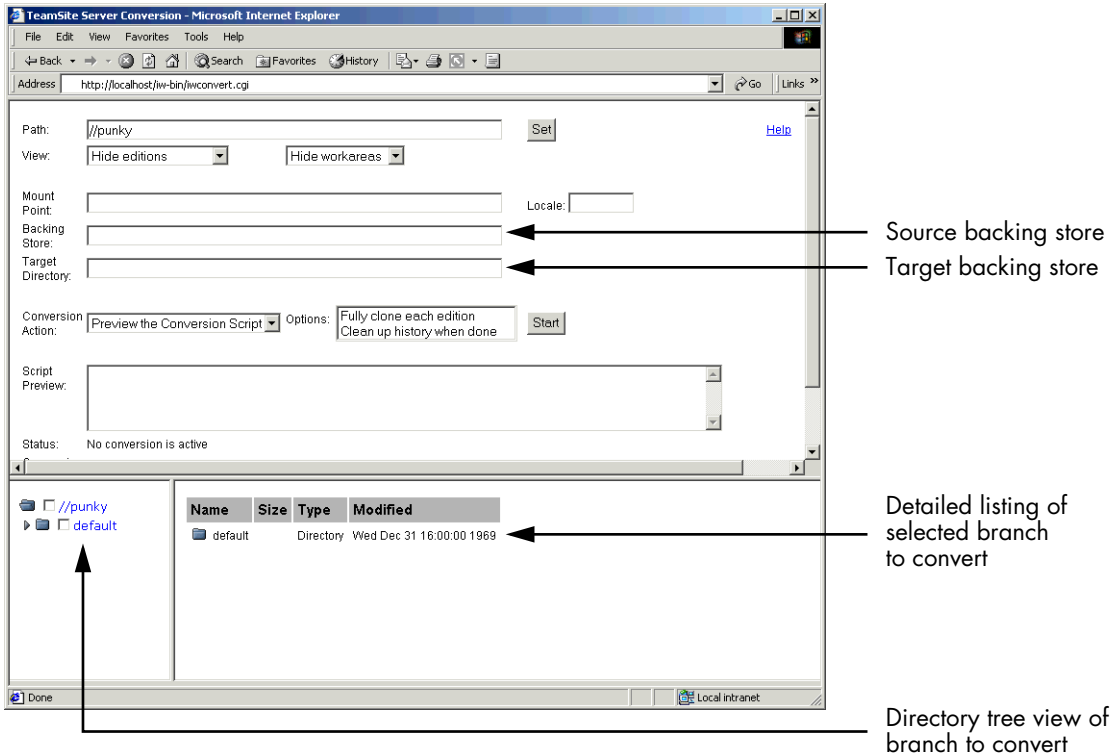 TeamSite Server Conversion - Microsoft Internet Explorer
File Edit View Favorites Tools Help
Back Search Favorites History
Address http://localhost/iw-bin/iwconvert.cgi Go Links »
Path: //punky Set Help
View: Hide editions Hide workareas
Mount
Point:
Locale:
Backing
Store:
Source backing store
Target
Directory:
Target backing store
Conversion
Action:
Preview the Conversion Script
Options:
Fully clone each edition
Clean up history when done
Start
Script
Preview:
Status: No conversion is active
//punky
default
Name Size Type Modified
default Directory Wed Dec 31 16:00:00 1969
Detailed listing of
selected branch
to convert
Done Local intranet
Directory tree view of
branch to convert